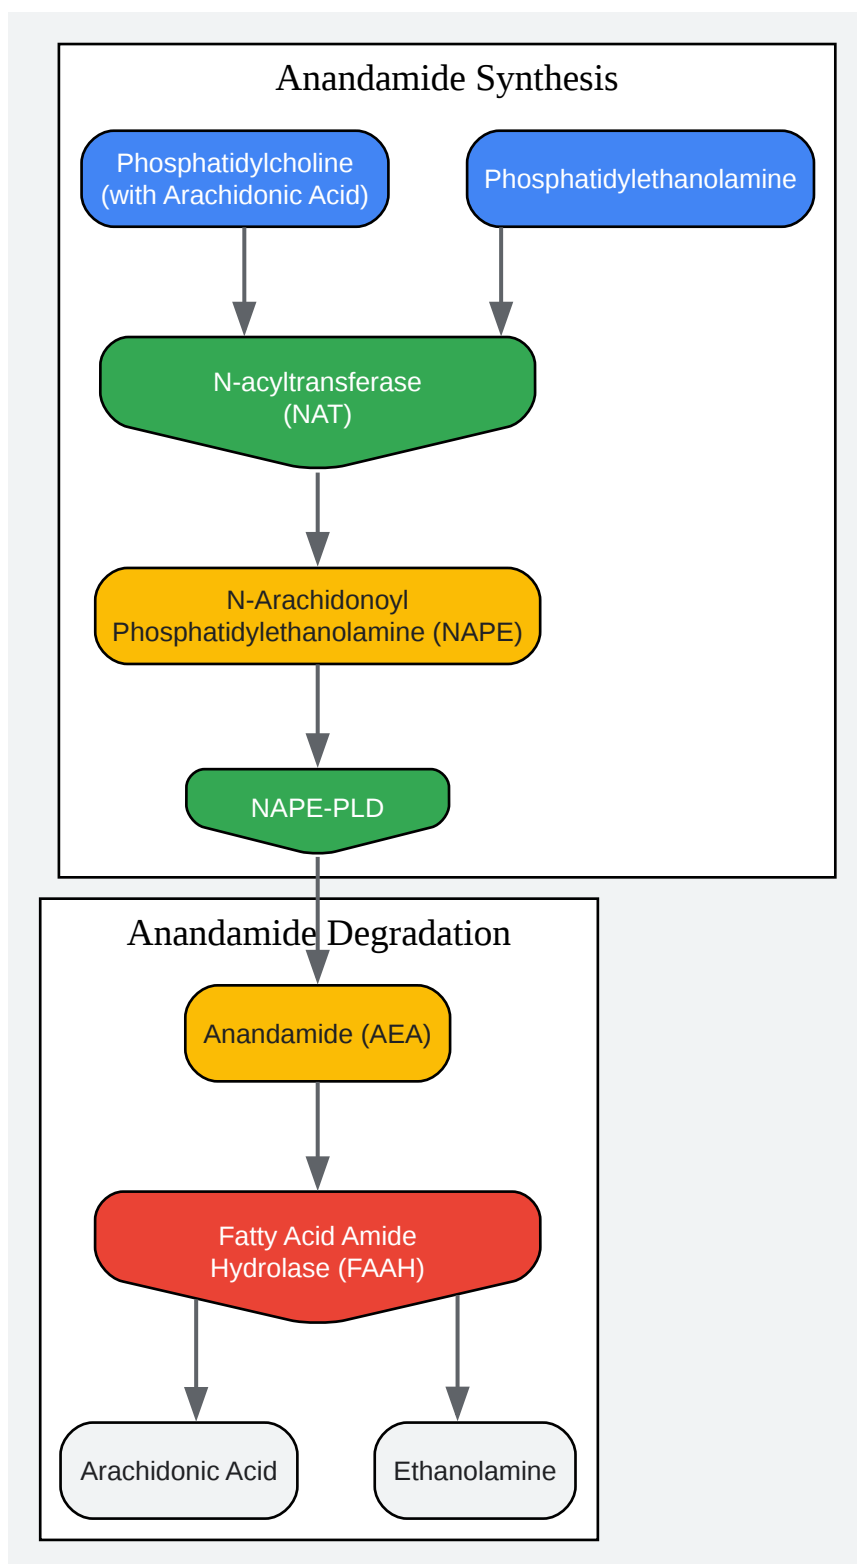 Anandamide Synthesis
Phosphatidylcholine
(with Arachidonic Acid)
Phosphatidylethanolamine
N-acyltransferase
(NAT)
N-Arachidonoyl
Phosphatidylethanolamine (NAPE)
NAPE-PLD
Anandamide Degradation
Anandamide (AEA)
Fatty Acid Amide
Hydrolase (FAAH)
Arachidonic Acid
Ethanolamine